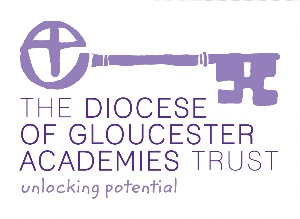 THE DIOCESE
OF GLOUCESTER
ACADEMIES TRUST
unlocking potential